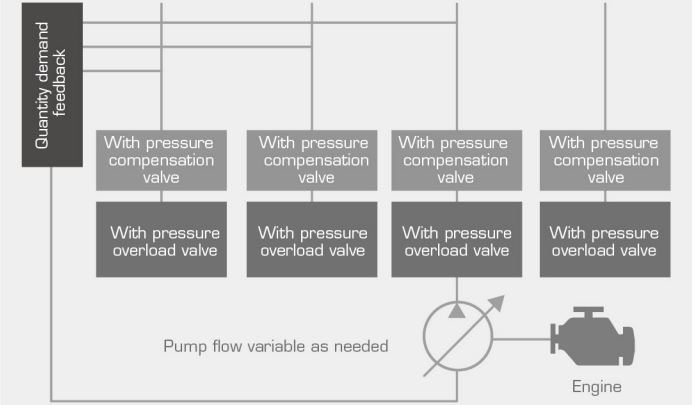 Quantity demand
feedback
With pressure
compensation
valve
With pressure
compensation
valve
With pressure
compensation
valve
With pressure
compensation
valve
With pressure
overload valve
With pressure
overload valve
With pressure
overload valve
With pressure
overload valve
Pump flow variable as needed
Engine